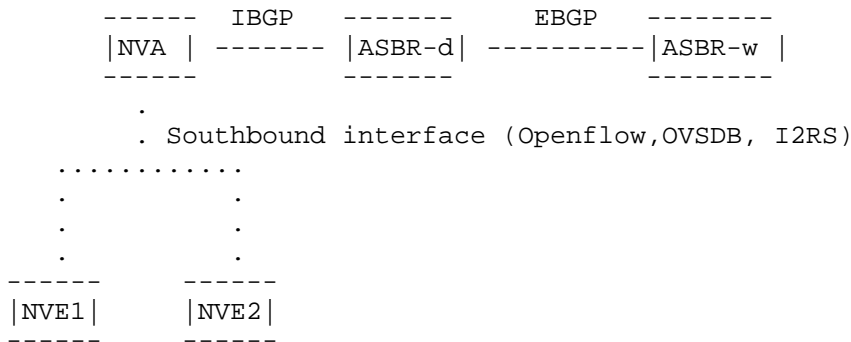 ------ IBGP ------- EBGP --------
|NVA | ------- |ASBR-d| ----------|ASBR-w |
------ ------- --------
.
. Southbound interface (Openflow,OVSDB, I2RS)
............
. .
. .
. .
------ ------
|NVE1| |NVE2|
------ ------